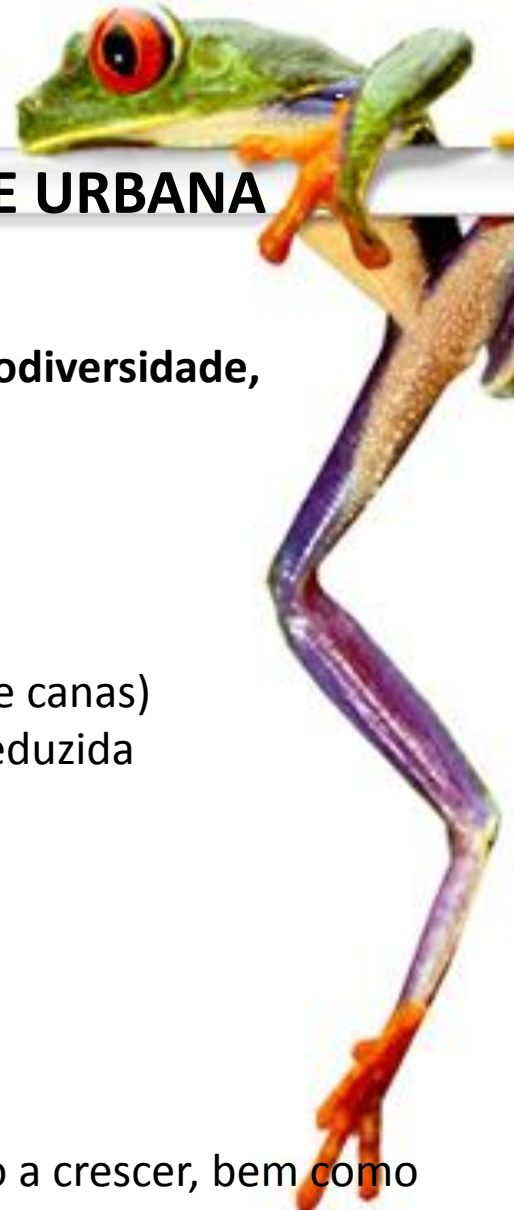 E URBANA
odiversidade,
e canas)
eduzida
o a crescer, bem como